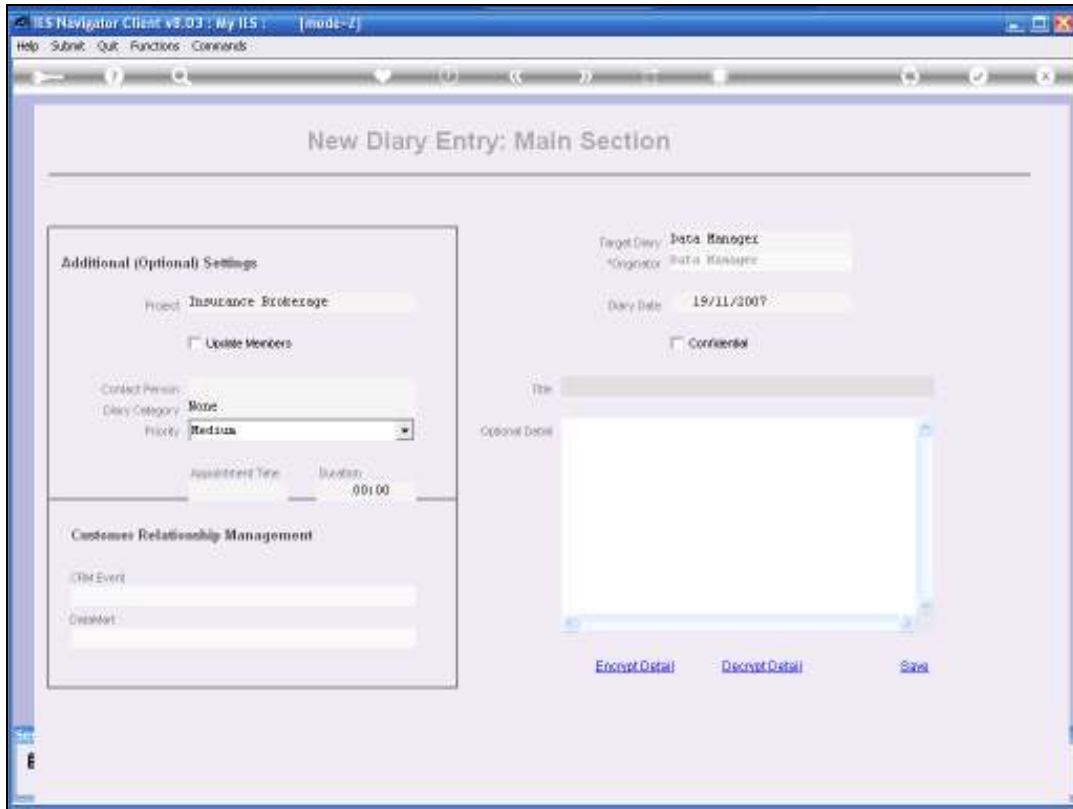 IES Navigator Client v8.03 : My IES : [mode-Z]
Help Submit Quit Functions Commands
New Diary Entry: Main Section
Additional (Optional) Settings
Project Insurance Brokerage
Update Members
Contact Person
Diary Category None
Priority Medium
Appointment Time Duration
00:00
Customer Relationship Management
CRM Event
DataMart
Target Diary Data Manager
*Originator Data Manager
Diary Date 19/11/2007
Confidential
Title
Optional Detail
Encrypt Detail Decrypt Detail Save